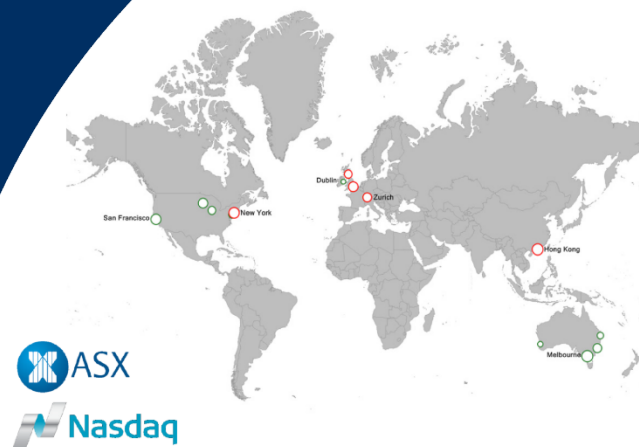 Dublin
Zurich
San Francisco
New York
Hong Kong
Melbourne
ASX
Nasdaq